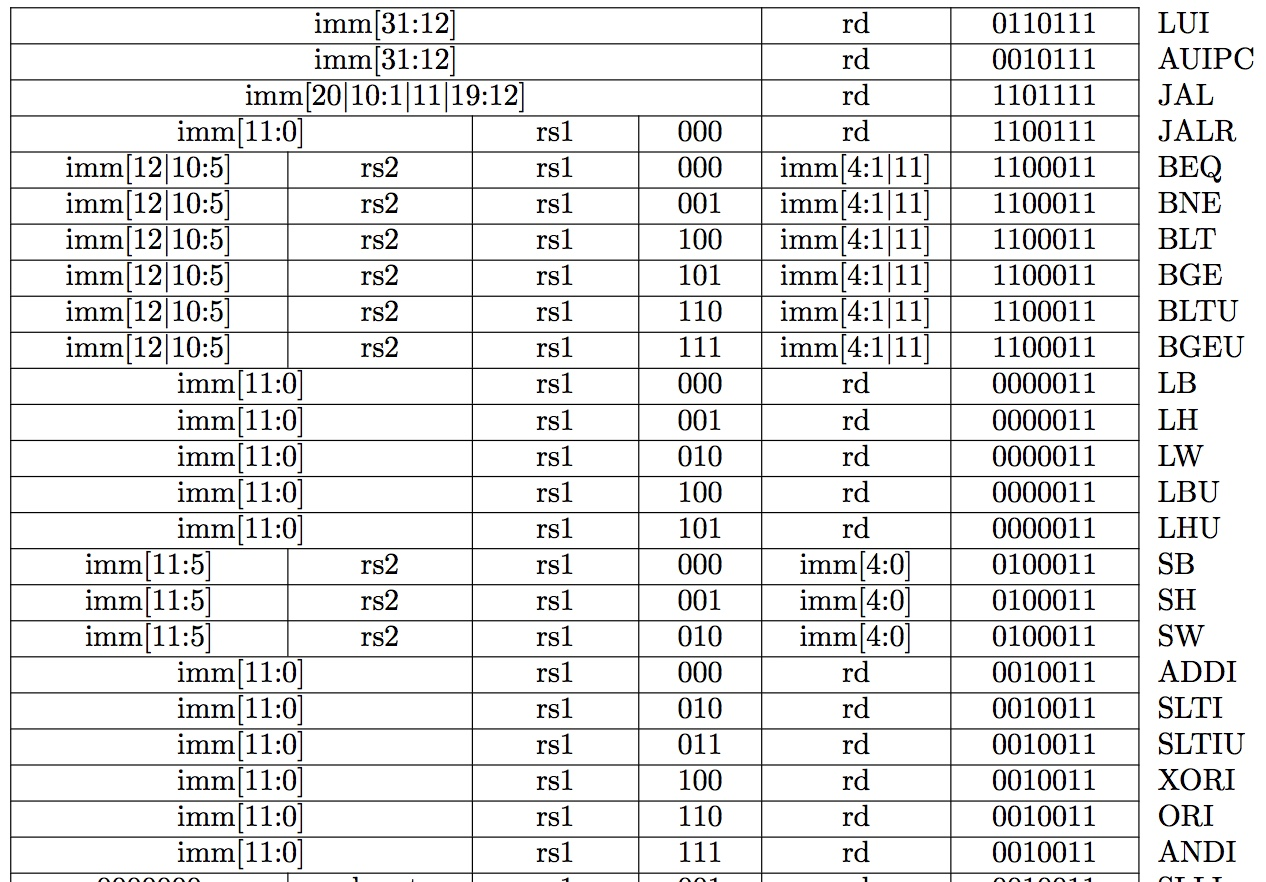 imm[31:12] rd 0110111 LUI
imm[31:12] rd 0010111 AUIPC
imm[20|10:1|11|19:12] rd 1101111 JAL
imm[11:0] rs1 000 rd 1100111 JALR
imm[12|10:5] rs2 rs1 000 imm[4:1|11] 1100011 BEQ
imm[12|10:5] rs2 rs1 001 imm[4:1|11] 1100011 BNE
imm[12|10:5] rs2 rs1 100 imm[4:1|11] 1100011 BLT
imm[12|10:5] rs2 rs1 101 imm[4:1|11] 1100011 BGE
imm[12|10:5] rs2 rs1 110 imm[4:1|11] 1100011 BLTU
imm[12|10:5] rs2 rs1 111 imm[4:1|11] 1100011 BGEU
imm[11:0] rs1 000 rd 0000011 LB
imm[11:0] rs1 001 rd 0000011 LH
imm[11:0] rs1 010 rd 0000011 LW
imm[11:0] rs1 100 rd 0000011 LBU
imm[11:0] rs1 101 rd 0000011 LHU
imm[11:5] rs2 rs1 000 imm[4:0] 0100011 SB
imm[11:5] rs2 rs1 001 imm[4:0] 0100011 SH
imm[11:5] rs2 rs1 010 imm[4:0] 0100011 SW
imm[11:0] rs1 000 rd 0010011 ADDI
imm[11:0] rs1 010 rd 0010011 SLTI
imm[11:0] rs1 011 rd 0010011 SLTIU
imm[11:0] rs1 100 rd 0010011 XORI
imm[11:0] rs1 110 rd 0010011 ORI
imm[11:0] rs1 111 rd 0010011 ANDI